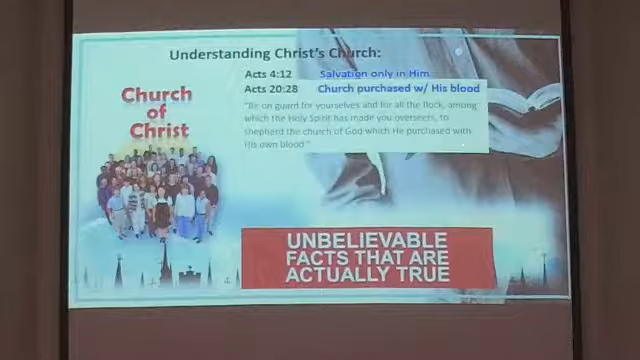 Understanding Christ's Church:
Acts 4:12 Salvation only in Him
Acts 20:28 Church purchased w/ His blood
"Be on guard for yourselves and for all the flock, among
which the Holy Spirit has made you overseers, to
shepherd the church of God which He purchased with
His own blood."
Church
of
Christ
UNBELIEVABLE
FACTS THAT ARE
ACTUALLY TRUE